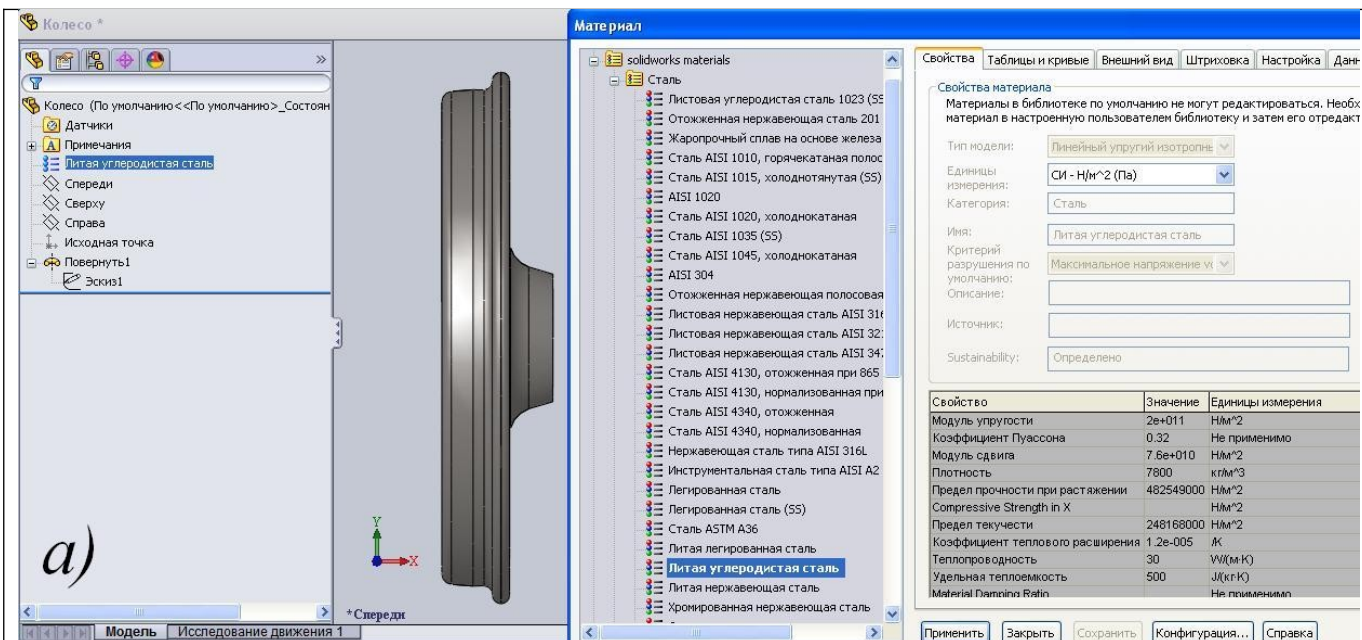 Колесо *
Колесо (По умолчанию<<По умолчанию>_Состоян
Датчики
Примечания
Литая углеродистая сталь
Спереди
Сверху
Справа
Исходная точка
Повернуть1
Эскиз1
а)
Y
X
*Спереди
Модель
Исследование движения 1
Материал
solidworks materials
Сталь
Листовая углеродистая сталь 1023 (SS
Отожженная нержавеющая сталь 201
Жаропрочный сплав на основе железа
Сталь AISI 1010, горячекатаная полос
Сталь AISI 1015, холоднотянутая (SS)
AISI 1020
Сталь AISI 1020, холоднокатаная
Сталь AISI 1035 (SS)
Сталь AISI 1045, холоднокатаная
AISI 304
Отожженная нержавеющая полосовая
Листовая нержавеющая сталь AISI 316
Листовая нержавеющая сталь AISI 32
Листовая нержавеющая сталь AISI 347
Сталь AISI 4130, отожженная при 865
Сталь AISI 4130, нормализованная при
Сталь AISI 4340, отожженная
Сталь AISI 4340, нормализованная
Нержавеющая сталь типа AISI 316L
Инструментальная сталь типа AISI A2
Легированная сталь
Легированная сталь (SS)
Сталь ASTM A36
Литая легированная сталь
Литая углеродистая сталь
Литая нержавеющая сталь
Хромированная нержавеющая сталь
Свойства Таблицы и кривые Внешний вид Штриховка Настройка Данн
Свойства материала
Материалы в библиотеке по умолчанию не могут редактироваться. Необх
материал в настроенную пользователем библиотеку и затем его отредакт
Тип модели: Линейный упругий изотропн
Единицы измерения: СИ - Н/м^2 (Па)
Категория: Сталь
Имя: Литая углеродистая сталь
Критерий разрушения по умолчанию: Максимальное напряжение
Описание:
Источник:
Sustainability: Определено
Свойство Значение Единицы измерения
Модуль упругости 2e+011 Н/м^2
Коэффициент Пуассона 0.32 Не применимо
Модуль сдвига 7.6e+010 Н/м^2
Плотность 7800 кг/м^3
Предел прочности при растяжении 482549000 Н/м^2
Compressive Strength in X Н/м^2
Предел текучести 248168000 Н/м^2
Коэффициент теплового расширения 1.2e-005 /K
Теплопроводность 30 W/(м·K)
Удельная теплоемкость 500 J/(кг·K)
Material Damping Ratio Не применимо
Применить Закрыть Сохранить Конфигурация... Справка